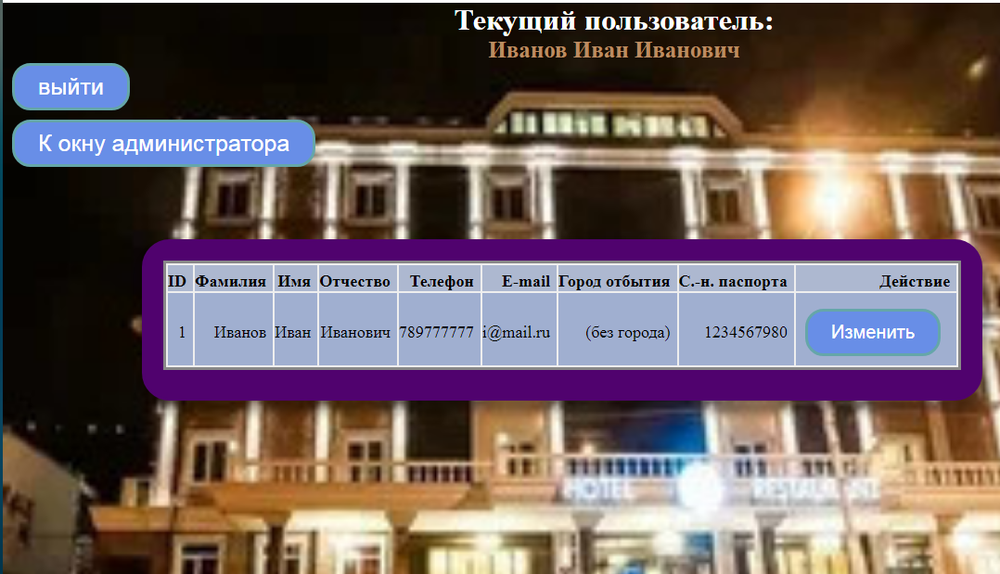 Текущий пользователь:
Иванов Иван Иванович
выйти
К окну администратора
ID Фамилия Имя Отчество Телефон E-mail Город отбытия С.-н. паспорта Действие
1 Иванов Иван Иванович 789777777 i@mail.ru (без города) 1234567980 Изменить
HOTEL RESTAURANT